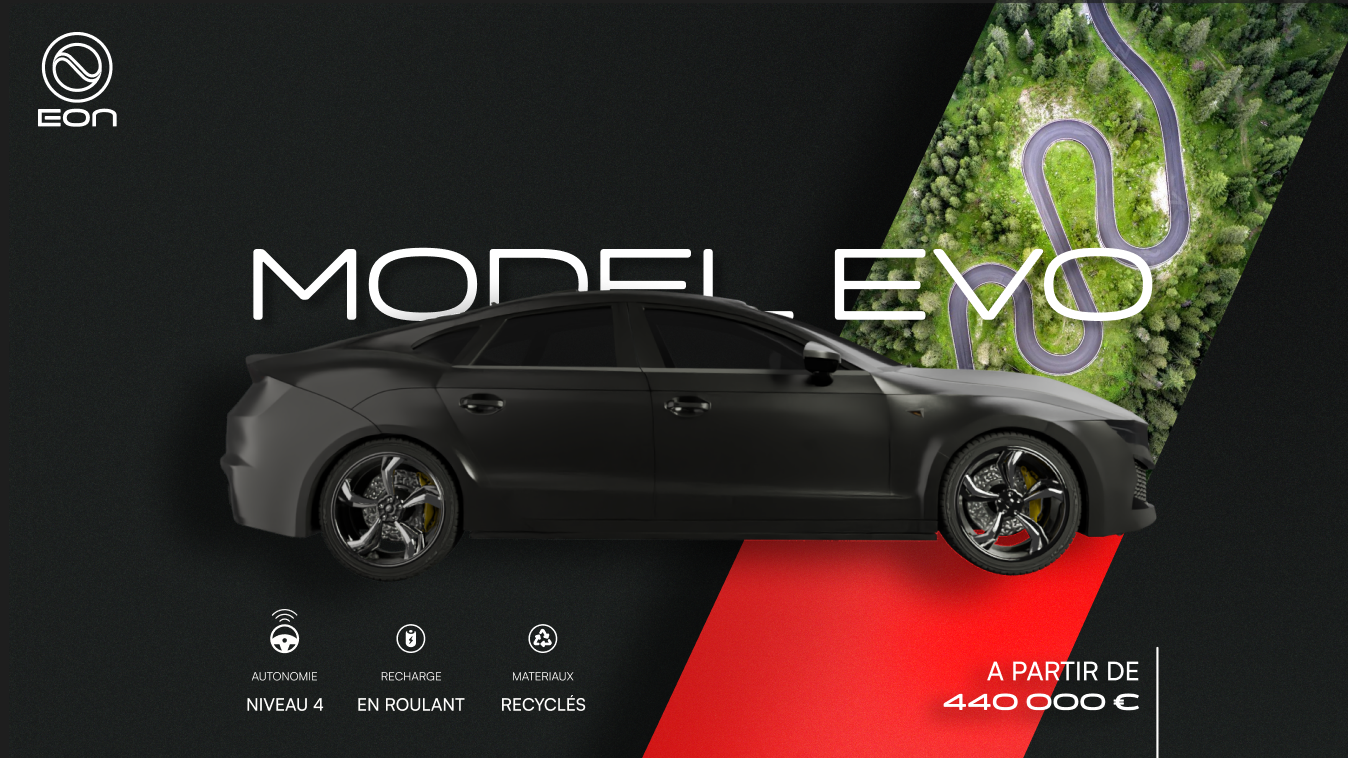 EON
MODEL EVO
AUTONOMIE
NIVEAU 4
RECHARGE
EN ROULANT
MATERIAUX
RECYCLÉS
A PARTIR DE
440 000 €